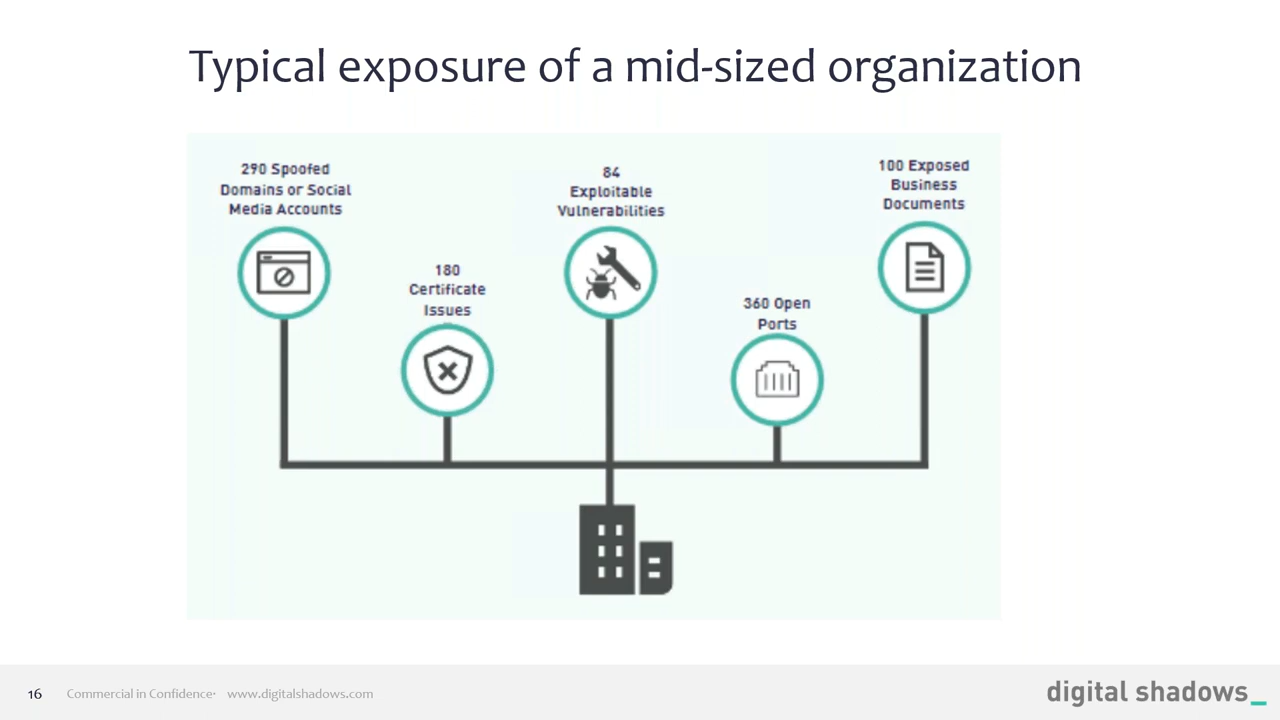 Typical exposure of a mid-sized organization
290 Spoofed
Domains or Social
Media Accounts
180
Certificate
Issues
84
Exploitable
Vulnerabilities
360 Open
Ports
100 Exposed
Business
Documents
16 Commercial in Confidence· www.digitalshadows.com
digital shadows_